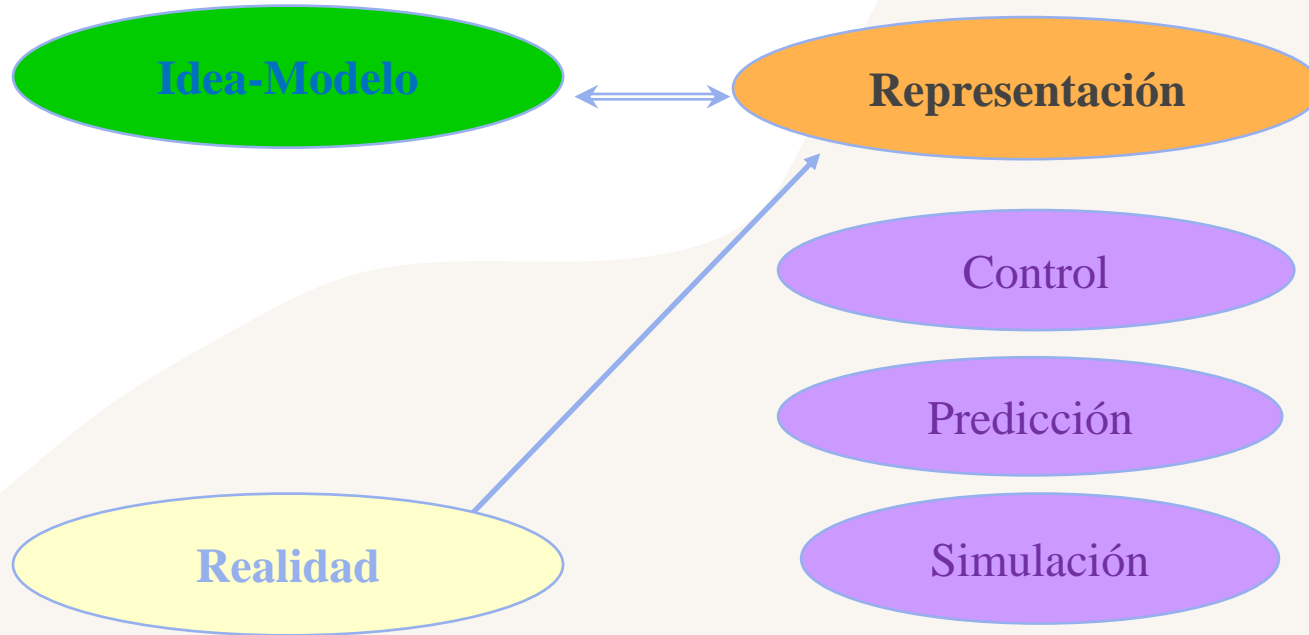 Idea-Modelo
Representación
Control
Predicción
Realidad
Simulación